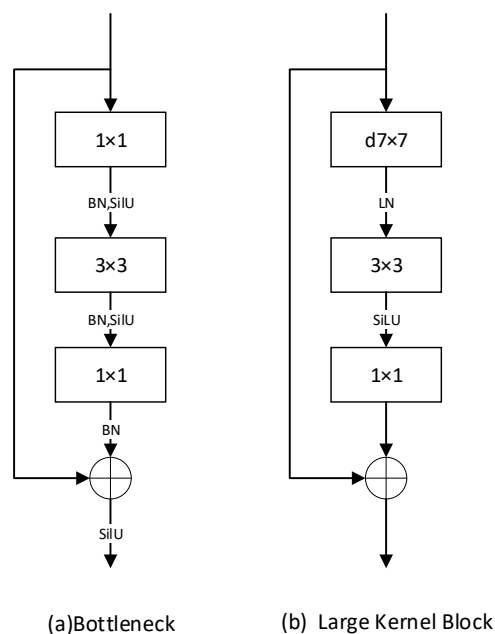 1×1
BN,SilU
3×3
BN,SilU
1×1
BN
SilU
(a)Bottleneck
d7×7
LN
3×3
SiLU
1×1
(b) Large Kernel Block